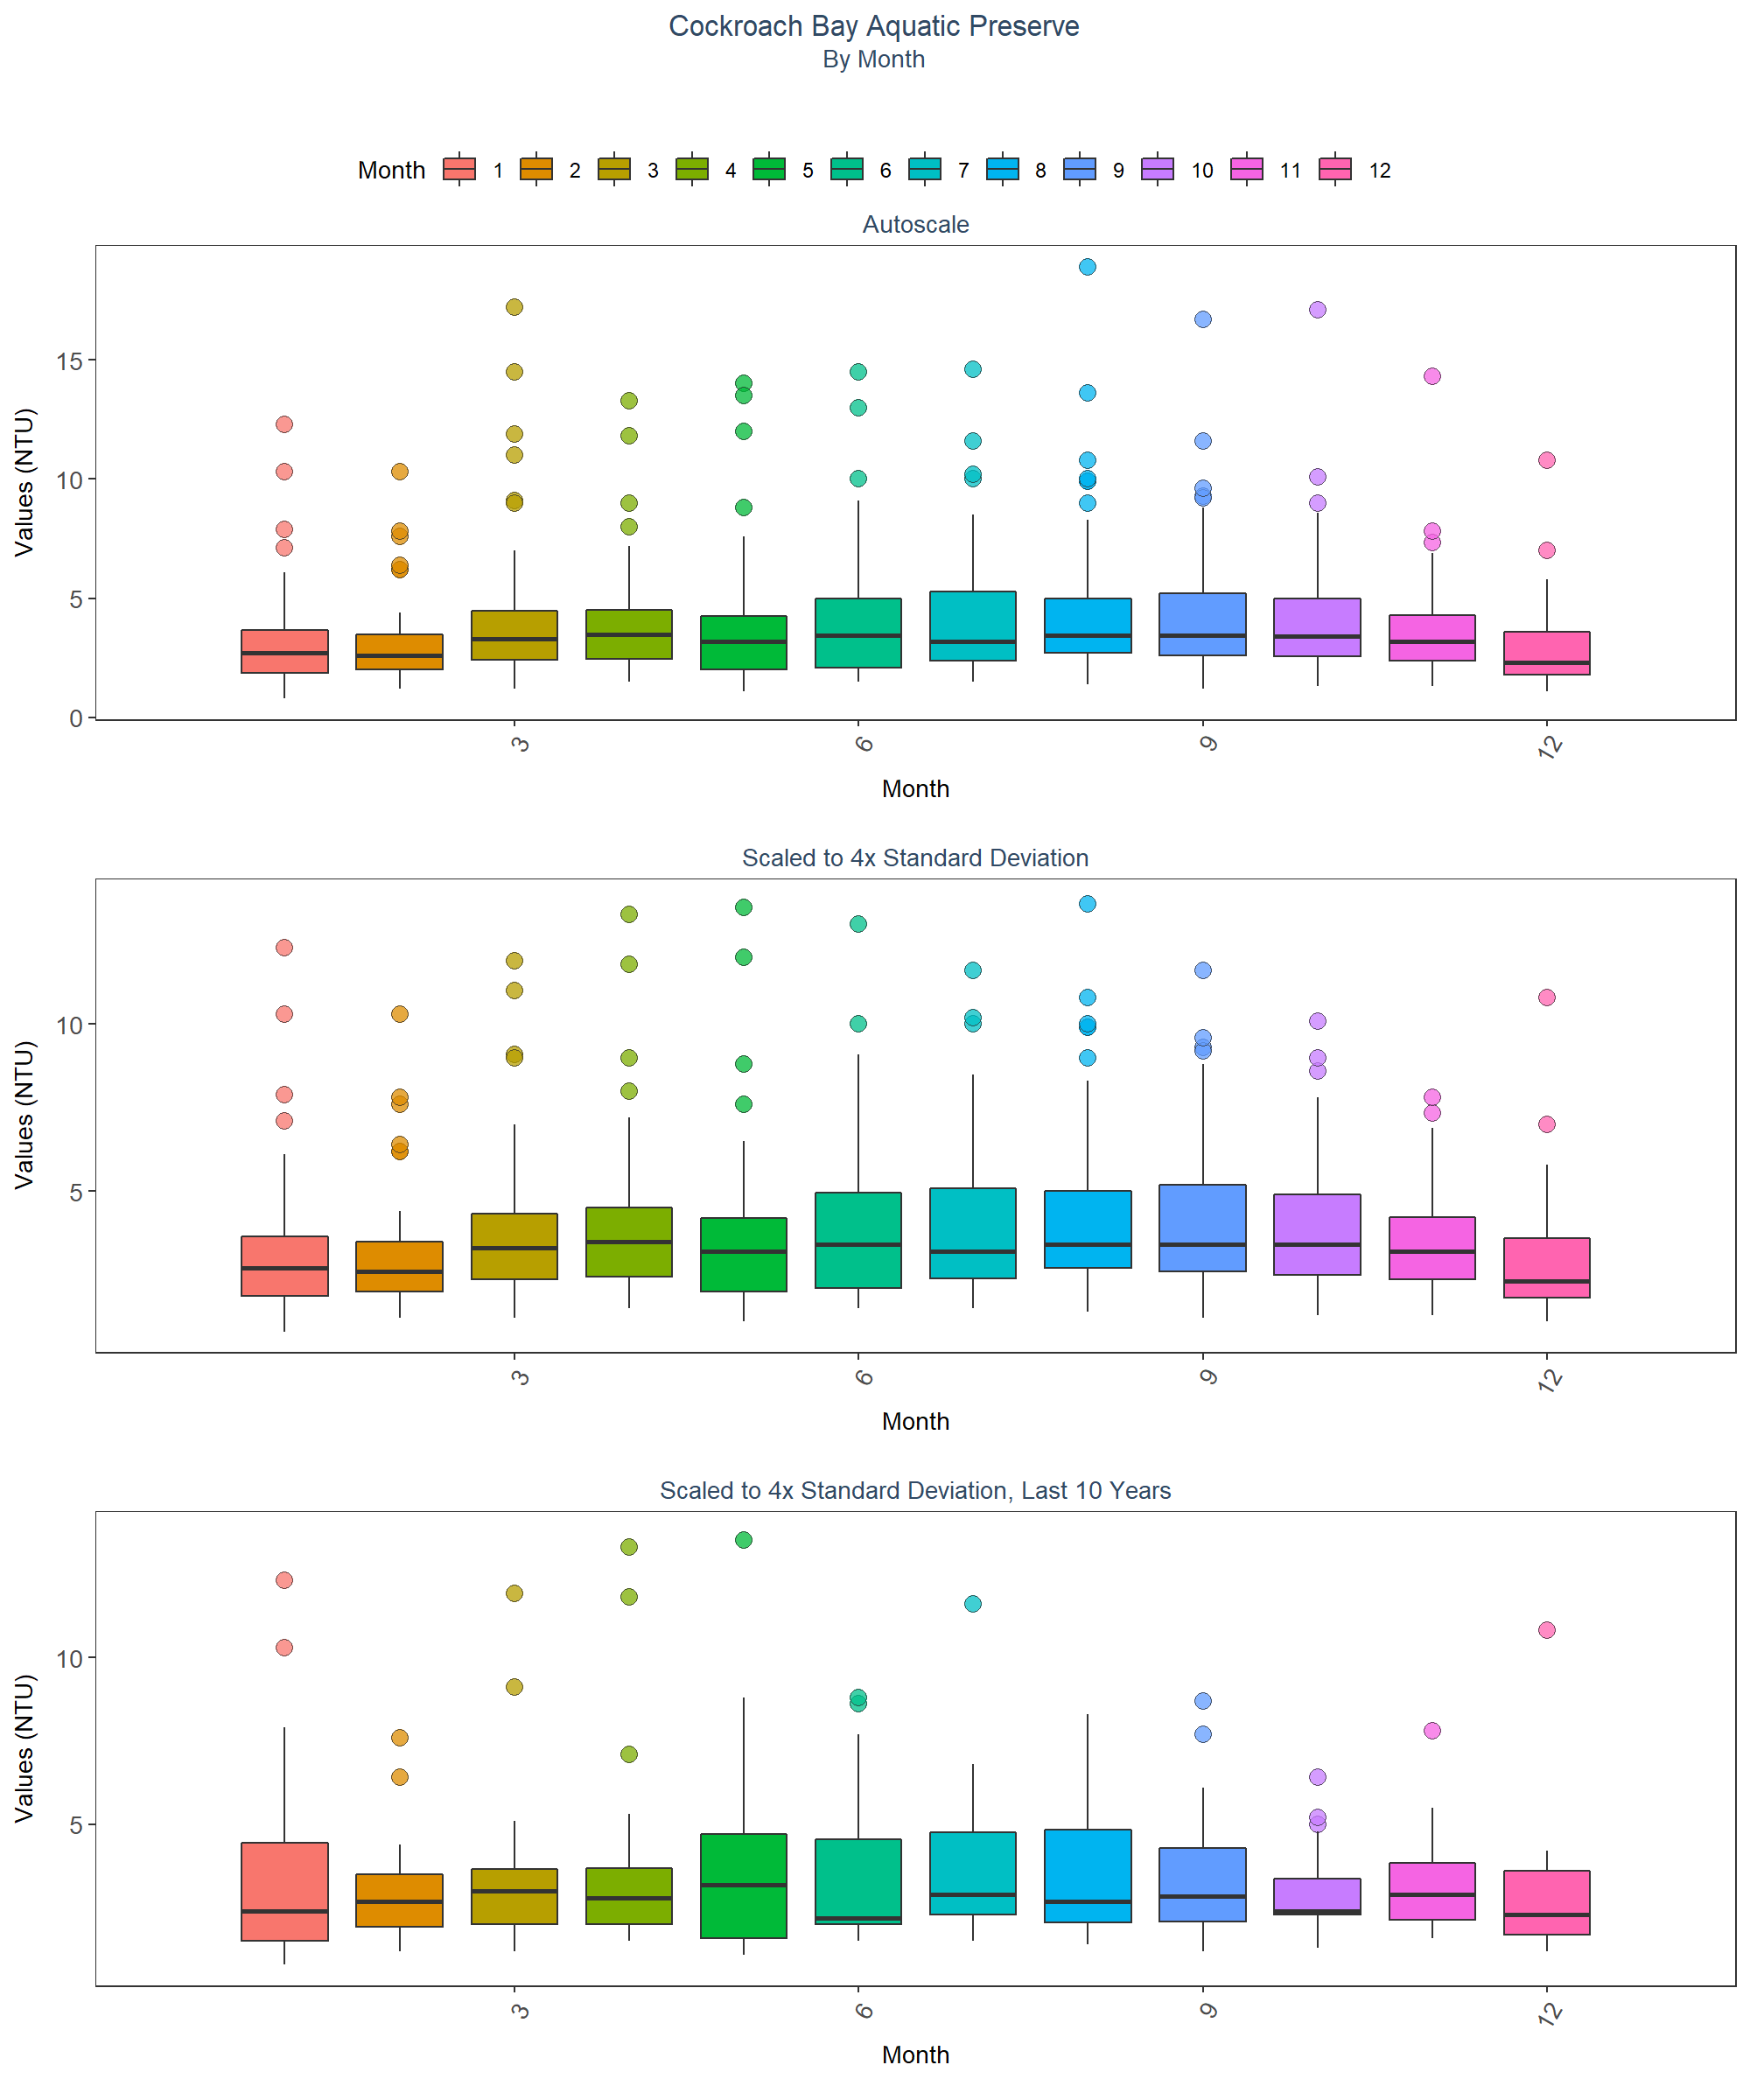 Cockroach Bay Aquatic Preserve
By Month
Month 1 2 3 4 5 6 7 8 9 10 11 12
Autoscale
Values (NTU)
15
10
5
0
3 6 9 12
Month
Scaled to 4x Standard Deviation
Values (NTU)
10
5
3 6 9 12
Month
Scaled to 4x Standard Deviation, Last 10 Years
Values (NTU)
10
5
3 6 9 12
Month